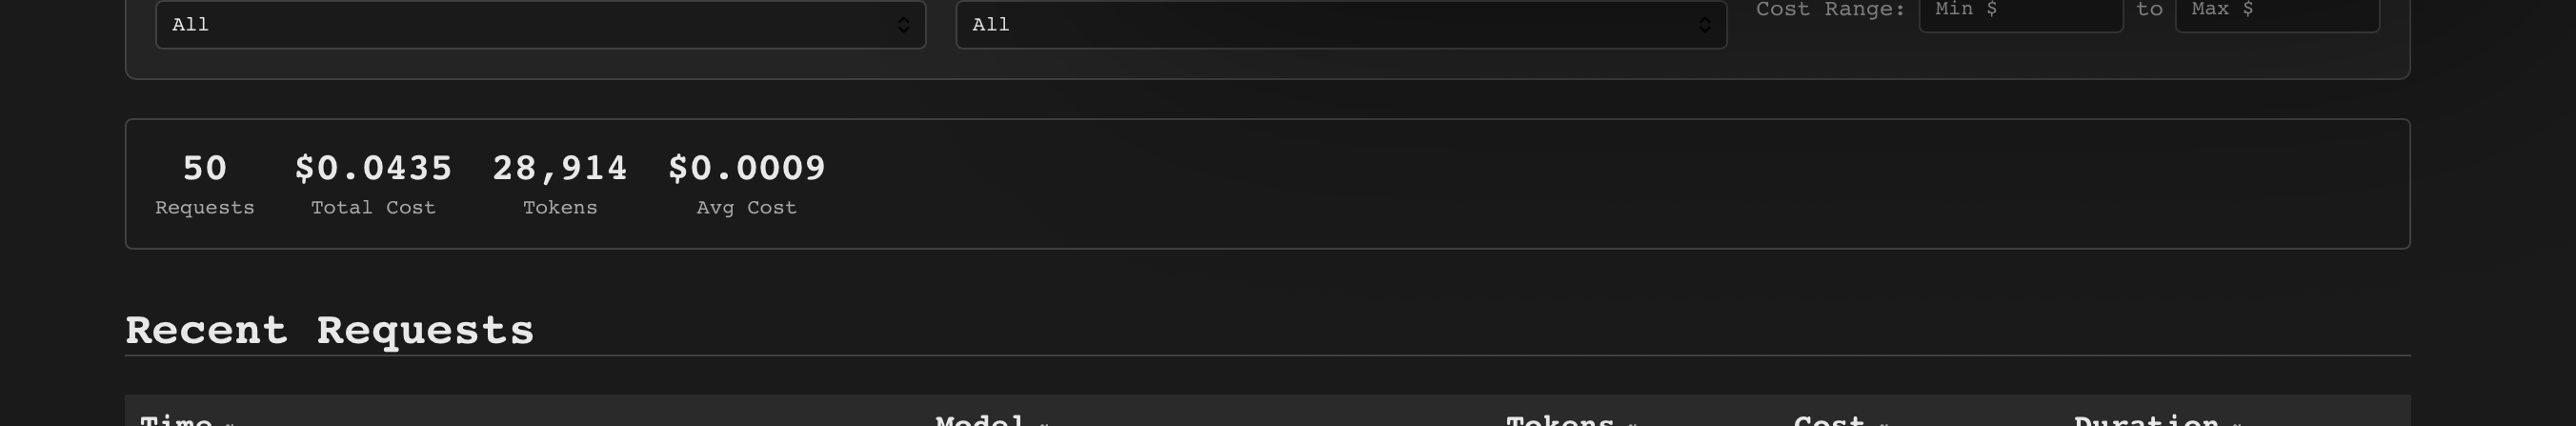 All All Cost Range: Min $ to Max $
50 $0.0435 28,914 $0.0009
Requests Total Cost Tokens Avg Cost
Recent Requests
Time Model Tokens Cost Duration